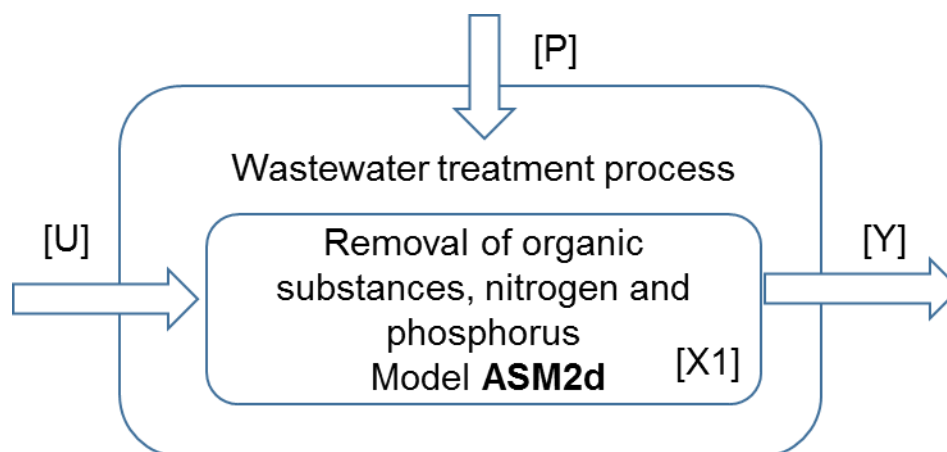 [P]
Wastewater treatment process
[U]
[Y]
Removal of organic
substances, nitrogen and
phosphorus
Model ASM2d
[X1]